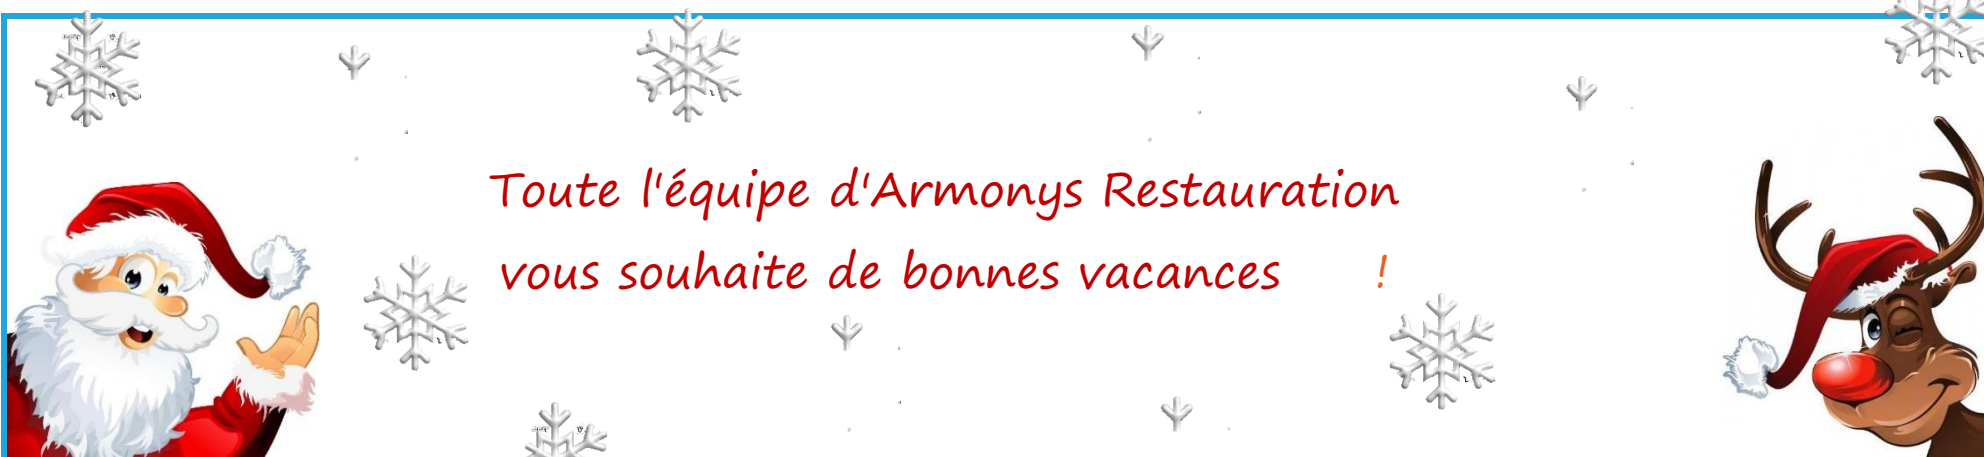 Toute l'équipe d'Armonys Restauration
vous souhaite de bonnes vacances !